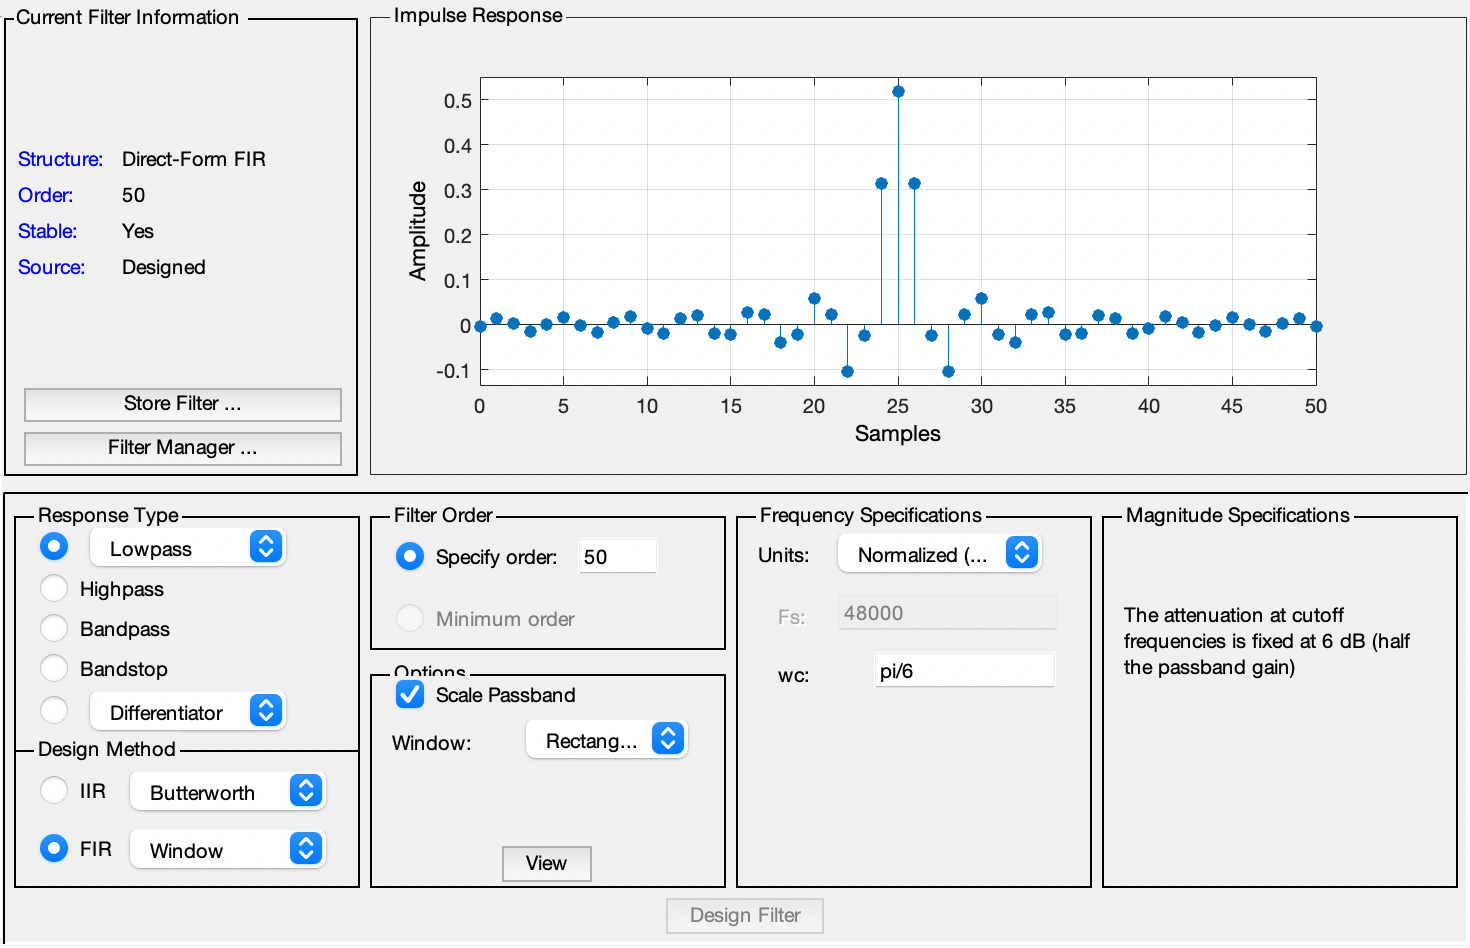 Current Filter Information
Structure: Direct-Form FIR
Order: 50
Stable: Yes
Source: Designed
Store Filter ...
Filter Manager ...
Impulse Response
Amplitude
0.5
0.4
0.3
0.2
0.1
0
-0.1
0 5 10 15 20 25 30 35 40 45 50
Samples
Response Type
Lowpass
Highpass
Bandpass
Bandstop
Differentiator
Design Method
IIR Butterworth
FIR Window
Filter Order
Specify order: 50
Minimum order
Options
Scale Passband
Window: Rectang...
View
Frequency Specifications
Units: Normalized (...
Fs: 48000
wc: pi/6
Magnitude Specifications
The attenuation at cutoff
frequencies is fixed at 6 dB (half
the passband gain)
Design Filter